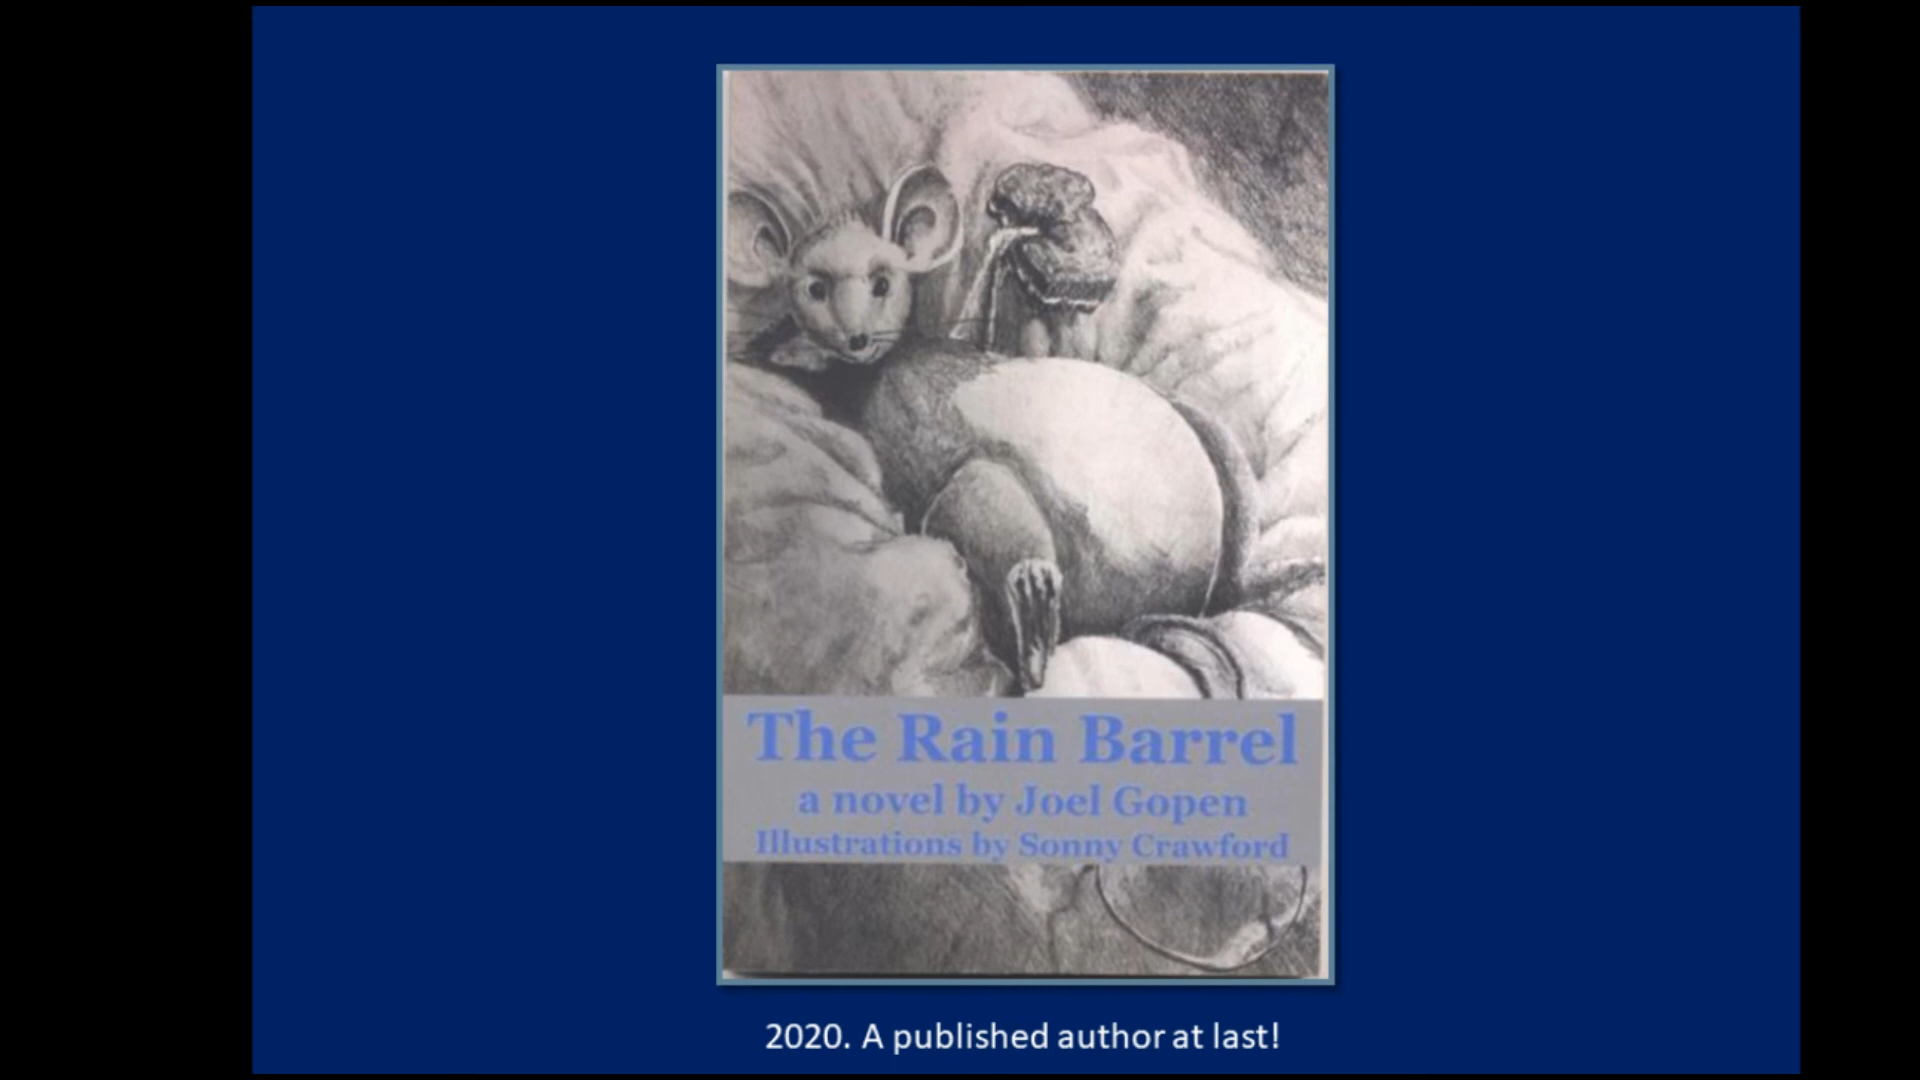 The Rain Barrel
a novel by Joel Gopen
Illustrations by Sonny Crawford
2020. A published author at last!